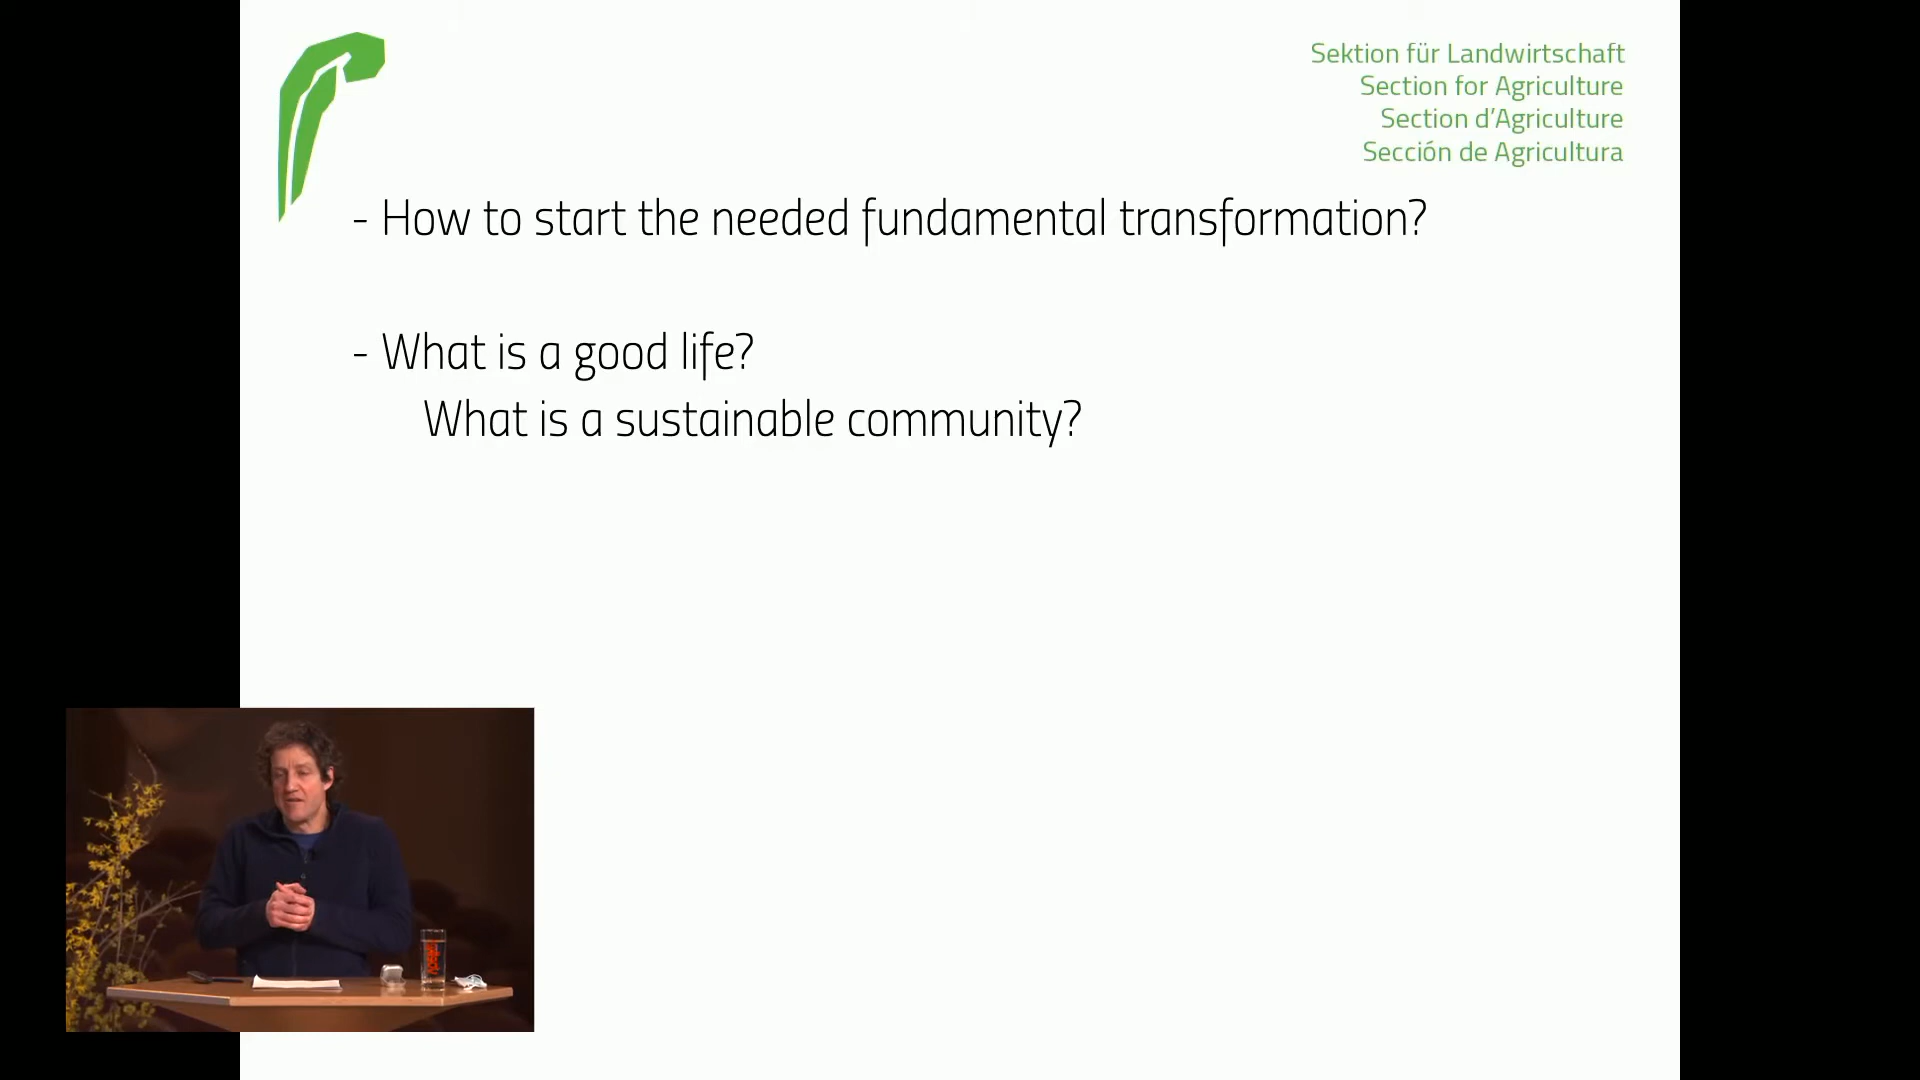 Sektion für Landwirtschaft
Section for Agriculture
Section d'Agriculture
Sección de Agricultura
- How to start the needed fundamental transformation?
- What is a good life?
What is a sustainable community?